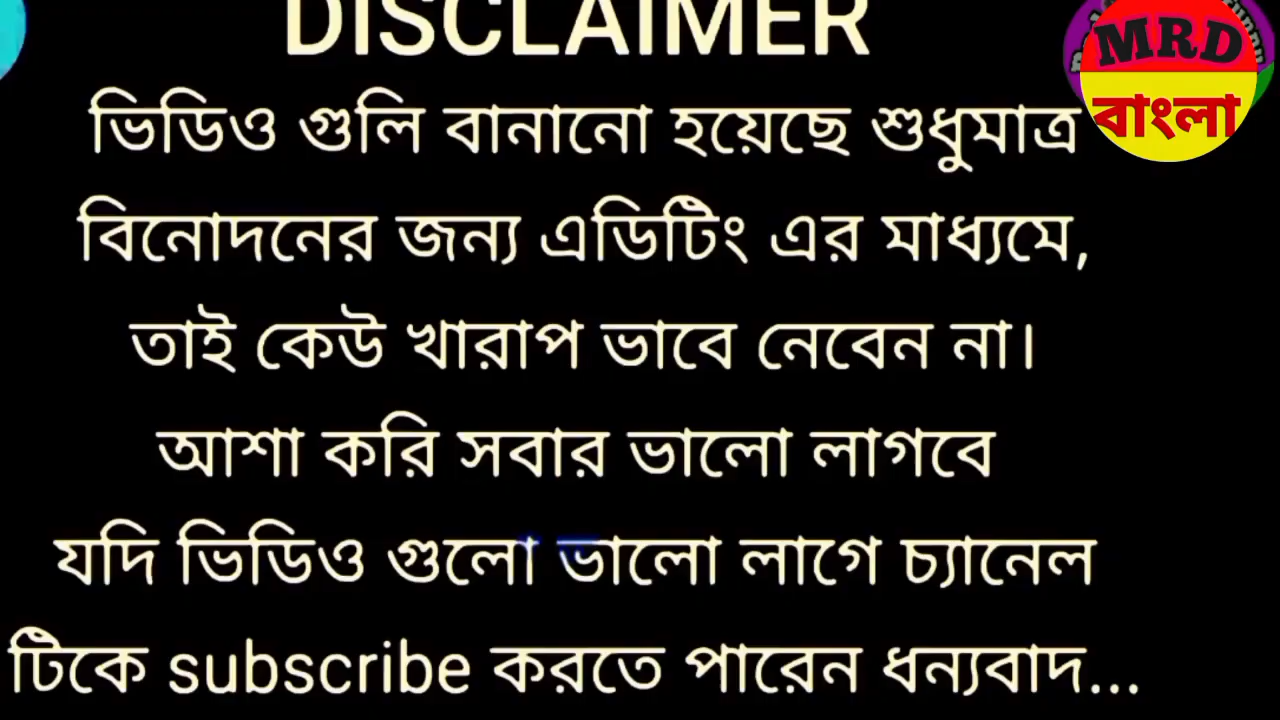 DISCLAIMER
MRD
বাংলা
ভিডিও গুলি বানানো হয়েছে শুধুমাত্র
বিনোদনের জন্য এডিটিং এর মাধ্যমে,
তাই কেউ খারাপ ভাবে নেবেন না।
আশা করি সবার ভালো লাগবে
যদি ভিডিও গুলো ভালো লাগে চ্যানেল
টিকে subscribe করতে পারেন ধন্যবাদ...